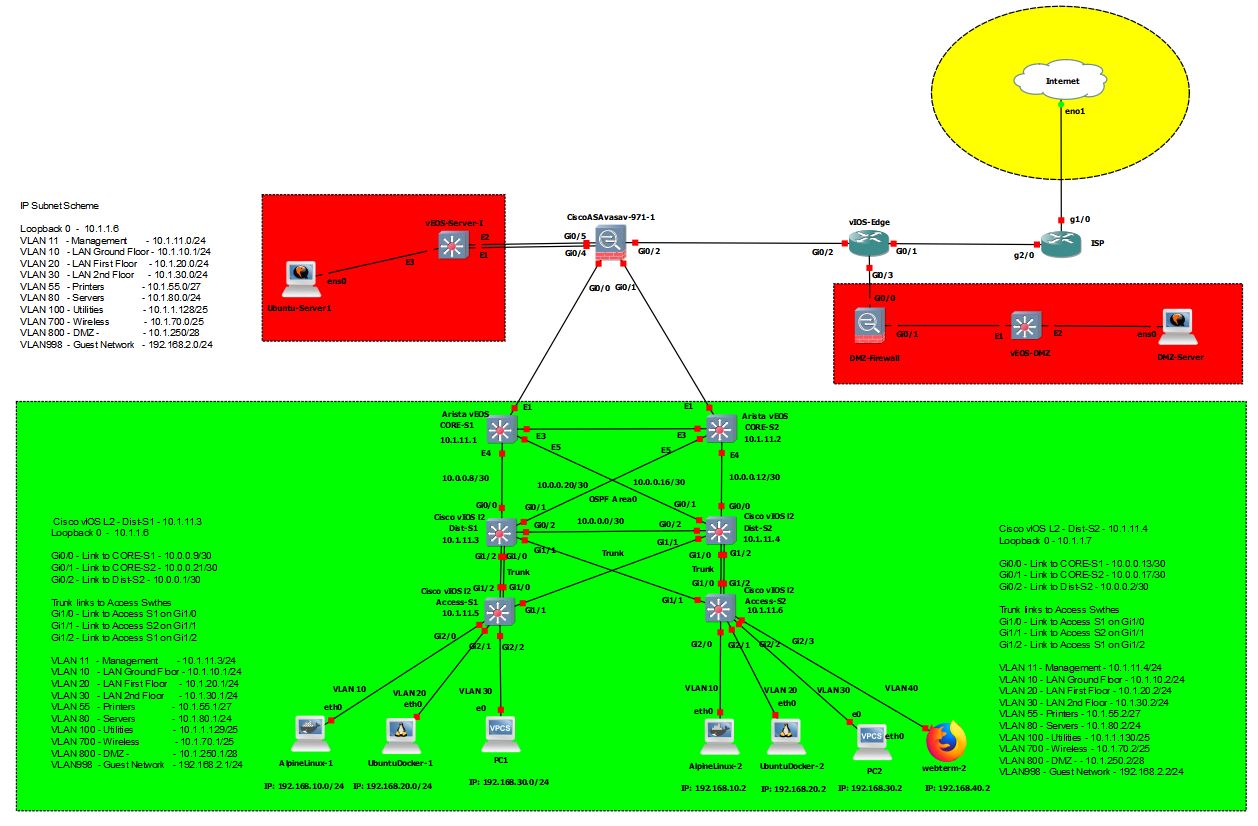 Internet
eno1
g1/0
ISP
g2/0
vIOS-Edge
Gi0/2
Gi0/1
Gi0/3
CiscoASAvasav-971-1
Gi0/5
Gi0/4
Gi0/2
Gi0/0
Gi0/1
vEOS-Server-I
E2
E1
E3
ens0
Ubuntu-Server1
Gi0/0
Gi0/1
DMZ-Firewall
E1
vEOS-DMZ
E2
ens0
DMZ-Server
IP Subnet Scheme
Loopback 0 - 10.1.1.6
VLAN 11 - Management - 10.1.11.0/24
VLAN 10 - LAN Ground Floor - 10.1.10.1/24
VLAN 20 - LAN First Floor - 10.1.20.0/24
VLAN 30 - LAN 2nd Floor - 10.1.30.0/24
VLAN 55 - Printers - 10.1.55.0/27
VLAN 80 - Servers - 10.1.80.0/24
VLAN 100 - Utilities - 10.1.1.128/25
VLAN 700 - Wireless - 10.1.70.0/25
VLAN 800 - DMZ - - 10.1.250/28
VLAN998 - Guest Network - 192.168.2.0/24
E1
Arista vEOS
CORE-S1
10.1.11.1
E3
E5
E4
E1
Arista vEOS
CORE-S2
10.1.11.2
E3
E5
E4
10.0.0.8/30
10.0.0.20/30
10.0.0.16/30
10.0.0.12/30
OSPF Area0
Gi0/0
Gi0/1
Cisco vIOS l2
Dist-S1
10.1.11.3
Gi0/2
10.0.0.0/30
Gi0/2
Gi0/1
Gi0/0
Cisco vIOS l2
Dist-S2
10.1.11.4
Gi1/2
Gi1/0
Gi1/1
Trunk
Gi1/1
Gi1/0
Gi1/2
Trunk
Trunk
Gi1/2
Gi1/0
Cisco vIOS l2
Access-S1
10.1.11.5
Gi1/1
Gi1/0
Gi1/2
Cisco vIOS l2
Access-S2
10.1.11.6
Gi1/1
Gi2/0
Gi2/1
Gi2/2
Gi2/0
Gi2/1
Gi2/2
Gi2/3
VLAN 10
VLAN 20
VLAN 30
VLAN 10
VLAN 20
VLAN30
VLAN40
eth0
eth0
e0
eth0
eth0
e0
eth0
VPCS
VPCS
AlpineLinux-1
UbuntuDocker-1
PC1
AlpineLinux-2
UbuntuDocker-2
PC2
webterm-2
IP: 192.168.10.0/24
IP: 192.168.20.0/24
IP: 192.168.30.0/24
IP: 192.168.10.2
IP: 192.168.20.2
IP: 192.168.30.2
IP: 192.168.40.2
Cisco vIOS L2 - Dist-S1 - 10.1.11.3
Loopback 0 - 10.1.1.6
Gi0/0 - Link to CORE-S1 - 10.0.0.9/30
Gi0/1 - Link to CORE-S2 - 10.0.0.21/30
Gi0/2 - Link to Dist-S2 - 10.0.0.1/30
Trunk links to Access Swthes
Gi1/0 - Link to Access S1 on Gi1/0
Gi1/1 - Link to Access S2 on Gi1/1
Gi1/2 - Link to Access S1 on Gi1/2
VLAN 11 - Management - 10.1.11.3/24
VLAN 10 - LAN Ground Floor - 10.1.10.1/24
VLAN 20 - LAN First Floor - 10.1.20.1/24
VLAN 30 - LAN 2nd Floor - 10.1.30.1/24
VLAN 55 - Printers - 10.1.55.1/27
VLAN 80 - Servers - 10.1.80.1/24
VLAN 100 - Utilities - 10.1.1.129/25
VLAN 700 - Wireless - 10.1.70.1/25
VLAN 800 - DMZ - - 10.1.250.1/28
VLAN998 - Guest Network - 192.168.2.1/24
Cisco vIOS L2 - Dist-S2 - 10.1.11.4
Loopback 0 - 10.1.1.7
Gi0/0 - Link to CORE-S1 - 10.0.0.13/30
Gi0/1 - Link to CORE-S2 - 10.0.0.17/30
Gi0/2 - Link to Dist-S2 - 10.0.0.2/30
Trunk links to Access Swthes
Gi1/0 - Link to Access S1 on Gi1/0
Gi1/1 - Link to Access S2 on Gi1/1
Gi1/2 - Link to Access S1 on Gi1/2
VLAN 11 - Management - 10.1.11.4/24
VLAN 10 - LAN Ground Floor - 10.1.10.2/24
VLAN 20 - LAN First Floor - 10.1.20.2/24
VLAN 30 - LAN 2nd Floor - 10.1.30.2/24
VLAN 55 - Printers - 10.1.55.2/27
VLAN 80 - Servers - 10.1.80.2/24
VLAN 100 - Utilities - 10.1.1.130/25
VLAN 700 - Wireless - 10.1.70.2/25
VLAN 800 - DMZ - - 10.1.250.2/28
VLAN998 - Guest Network - 192.168.2.2/24